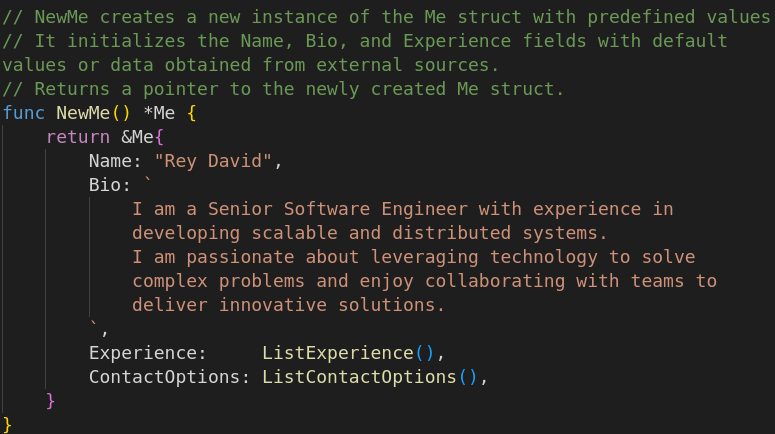 // NewMe creates a new instance of the Me struct with predefined values
// It initializes the Name, Bio, and Experience fields with default
values or data obtained from external sources.
// Returns a pointer to the newly created Me struct.
func NewMe() *Me {
    return &Me{
        Name: "Rey David",
        Bio: `
            I am a Senior Software Engineer with experience in
            developing scalable and distributed systems.
            I am passionate about leveraging technology to solve
            complex problems and enjoy collaborating with teams to
            deliver innovative solutions.
        `,
        Experience:     ListExperience(),
        ContactOptions: ListContactOptions(),
    }
}